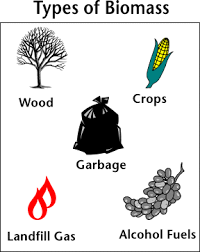 Types of Biomass
Wood
Crops
Garbage
Landfill Gas
Alcohol Fuels